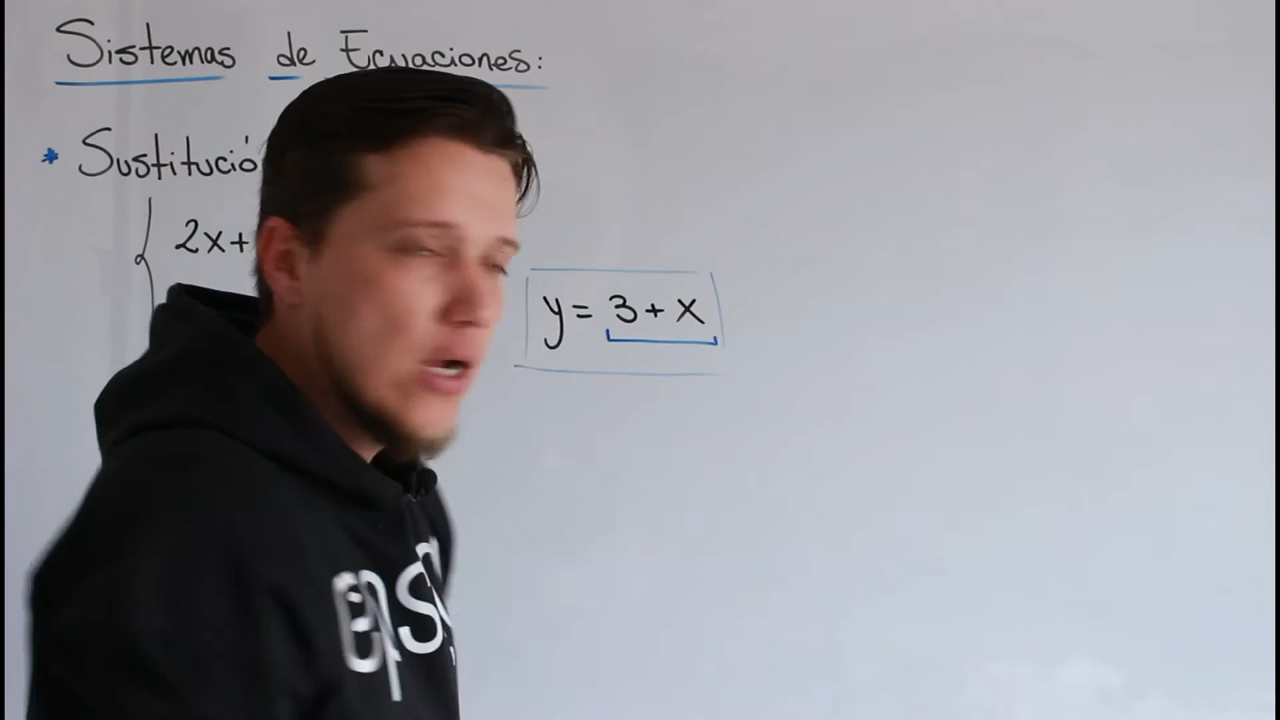 Sistemas de Ecuaciones:
* Sustitució
2x+
y = 3 + x